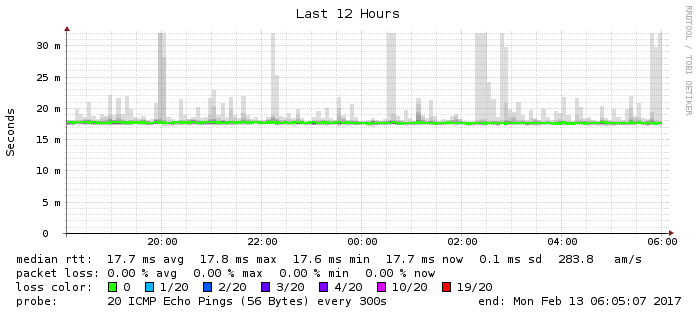 Last 12 Hours
RRDTOOL / TOBI OETIKER
Seconds
30 m
25 m
20 m
15 m
10 m
5 m
0
20:00 22:00 00:00 02:00 04:00 06:00
median rtt: 17.7 ms avg 17.8 ms max 17.6 ms min 17.7 ms now 0.1 ms sd 283.8 am/s
packet loss: 0.00 % avg 0.00 % max 0.00 % min 0.00 % now
loss color: 0 1/20 2/20 3/20 4/20 10/20 19/20
probe: 20 ICMP Echo Pings (56 Bytes) every 300s end: Mon Feb 13 06:05:07 2017